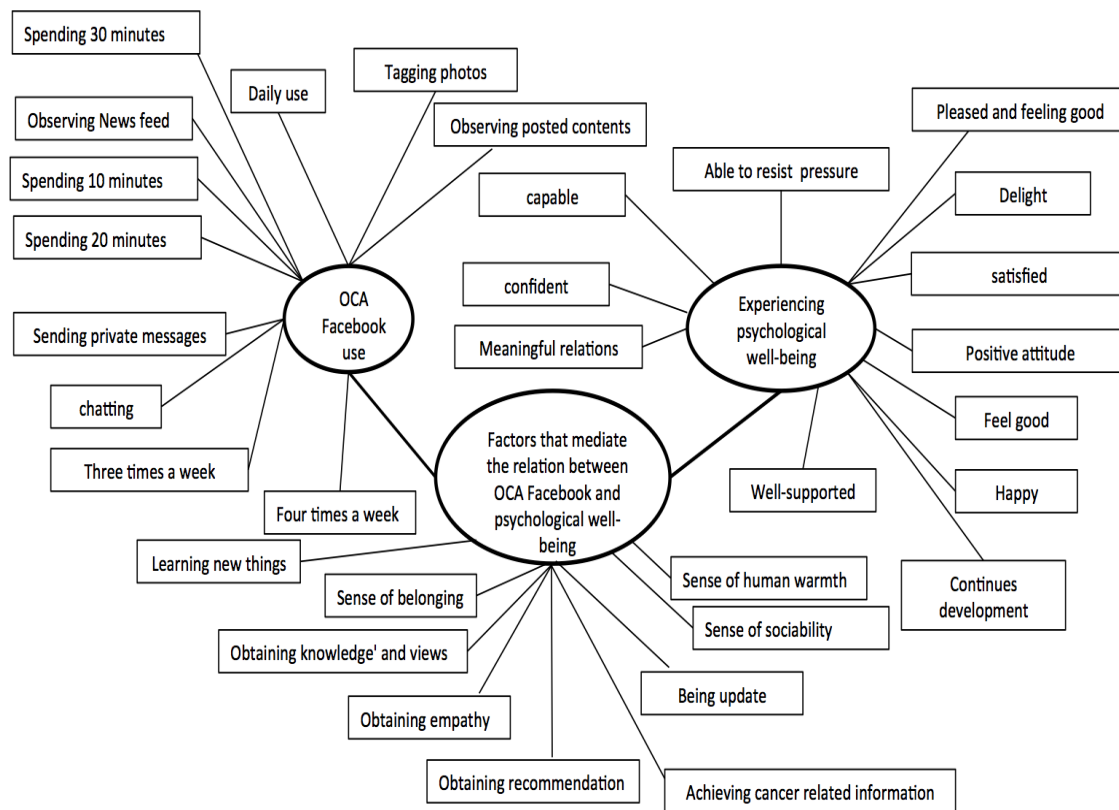 Spending 30 minutes
Daily use
Tagging photos
Observing News feed
Observing posted contents
Spending 10 minutes
Spending 20 minutes
OCA
Facebook
use
Sending private messages
chatting
Three times a week
Four times a week
Pleased and feeling good
Able to resist pressure
capable
Delight
confident
satisfied
Experiencing
psychological
well-being
Meaningful relations
Positive attitude
Feel good
Well-supported
Happy
Continues
development
Factors that mediate
the relation between
OCA Facebook and
psychological well-
being
Learning new things
Sense of belonging
Sense of human warmth
Sense of sociability
Obtaining knowledge' and views
Being update
Obtaining empathy
Obtaining recommendation
Achieving cancer related information